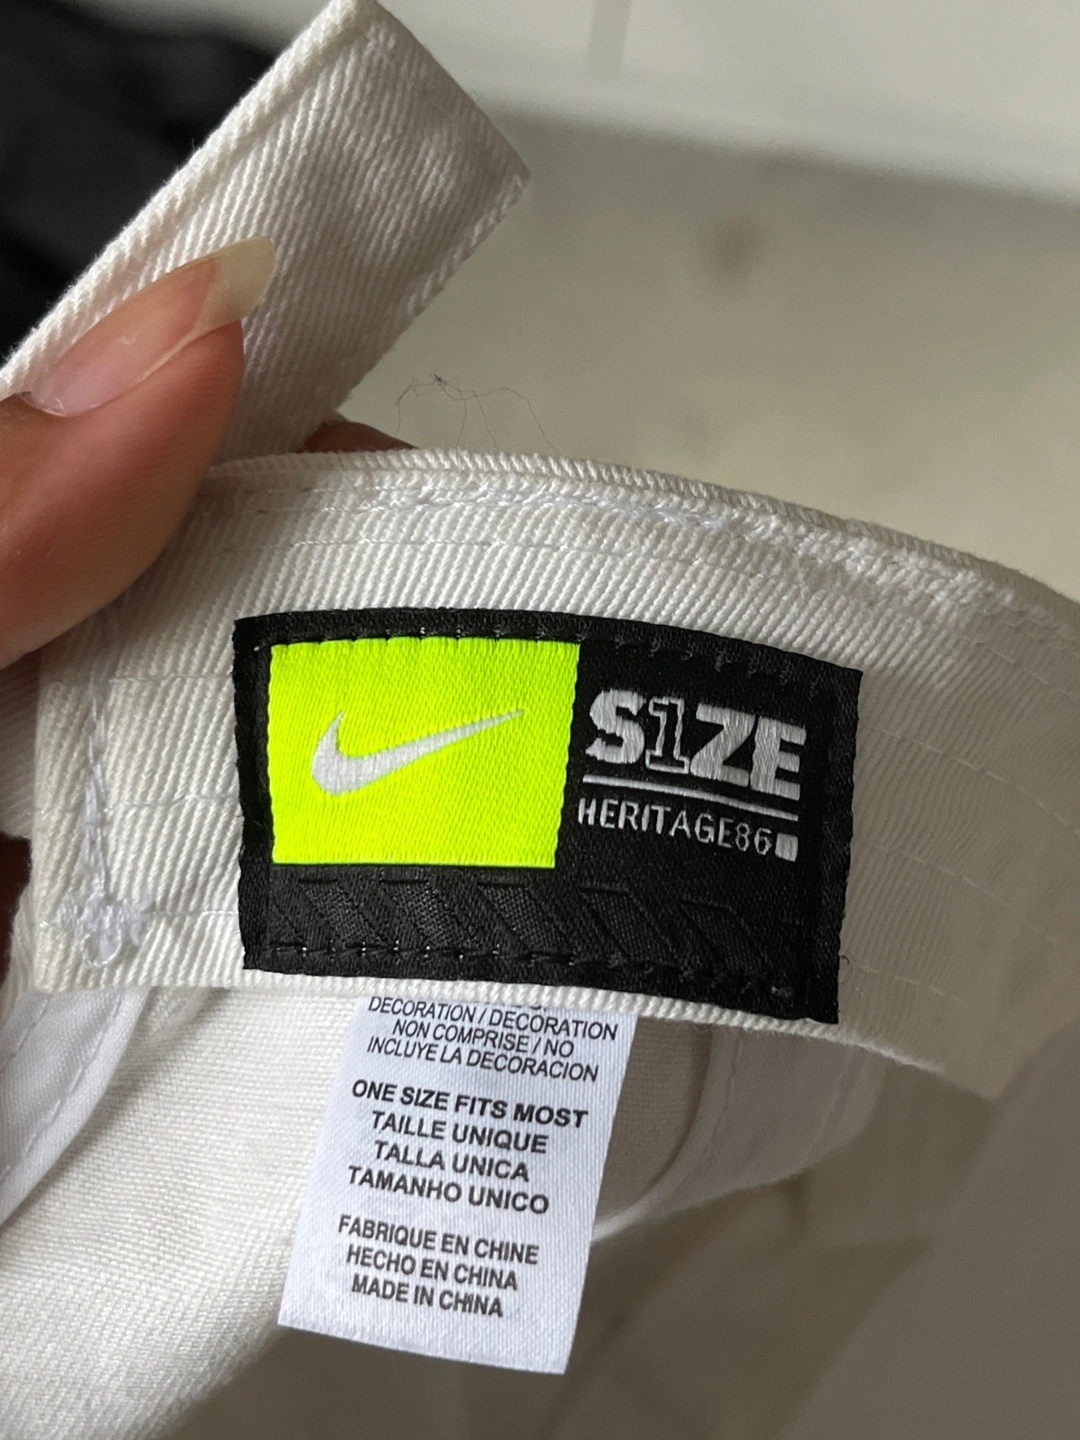 S1ZE
HERITAGE86
DECORATION / DECORATION
NON COMPRISE / NO
INCLUYE LA DECORACION
ONE SIZE FITS MOST
TAILLE UNIQUE
TALLA UNICA
TAMANHO UNICO
FABRIQUE EN CHINE
HECHO EN CHINA
MADE IN CHINA